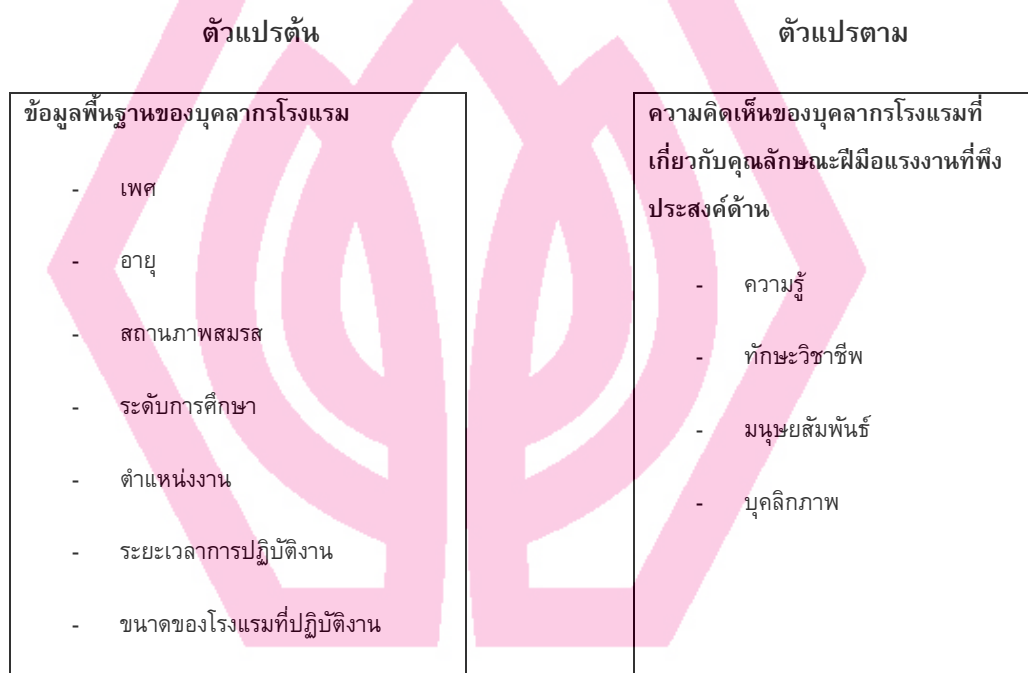 ตัวแปรต้น
ตัวแปรตาม
ข้อมูลพื้นฐานของบุคลากรโรงแรม
- เพศ
- อายุ
- สถานภาพสมรส
- ระดับการศึกษา
- ตำแหน่งงาน
- ระยะเวลาการปฏิบัติงาน
- ขนาดของโรงแรมที่ปฏิบัติงาน
ความคิดเห็นของบุคลากรโรงแรมที่
เกี่ยวกับคุณลักษณะฝีมือแรงงานที่พึง
ประสงค์ด้าน
- ความรู้
- ทักษะวิชาชีพ
- มนุษยสัมพันธ์
- บุคลิกภาพ